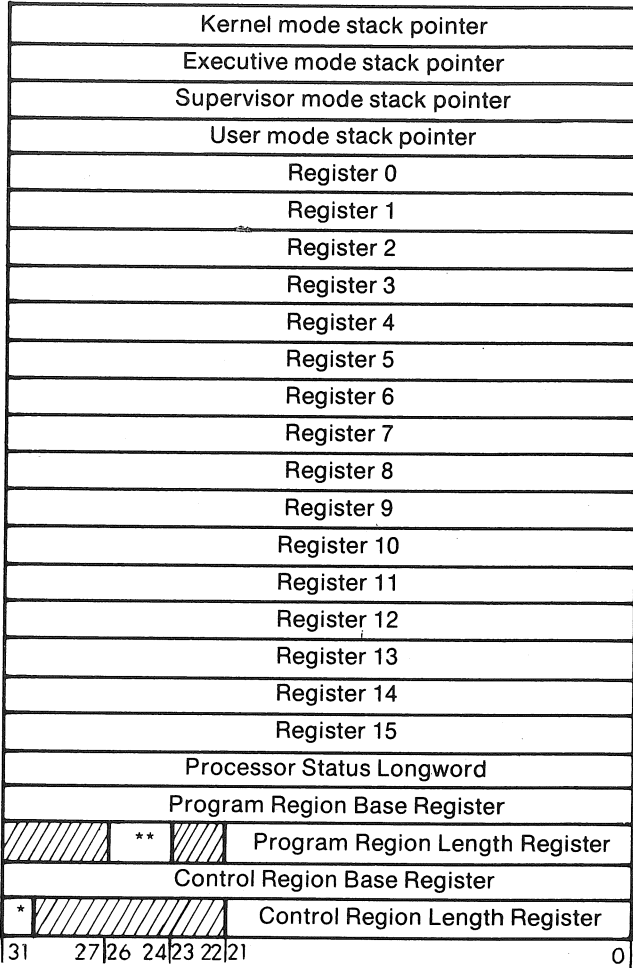 Kernel mode stack pointer
Executive mode stack pointer
Supervisor mode stack pointer
User mode stack pointer
Register 0
Register 1
Register 2
Register 3
Register 4
Register 5
Register 6
Register 7
Register 8
Register 9
Register 10
Register 11
Register 12
Register 13
Register 14
Register 15
Processor Status Longword
Program Region Base Register
** Program Region Length Register
Control Region Base Register
* Control Region Length Register
31 27 26 24 23 22 21 0